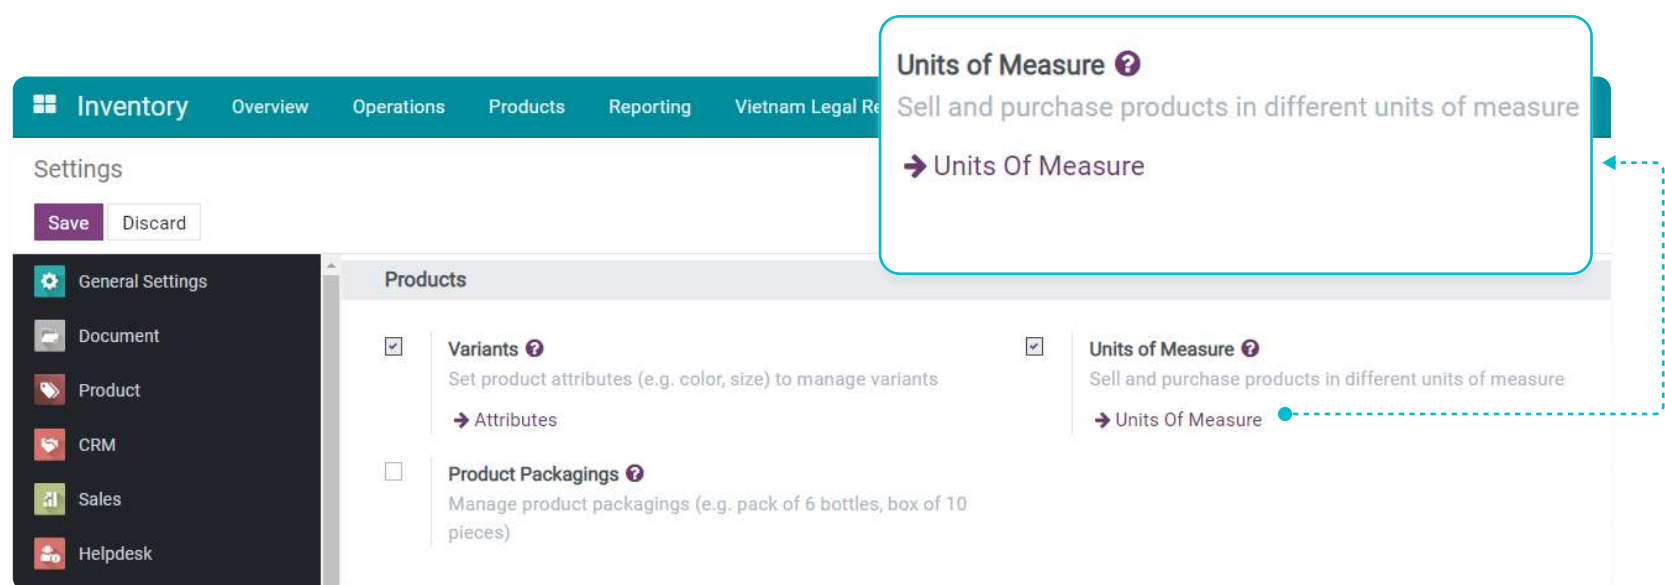 Units of Measure
Sell and purchase products in different units of measure
Units Of Measure
Inventory Overview Operations Products Reporting Vietnam Legal Re
Settings
Save Discard
General Settings
Document
Product
CRM
Sales
Helpdesk
Products
Variants
Set product attributes (e.g. color, size) to manage variants
Attributes
Units of Measure
Sell and purchase products in different units of measure
Units Of Measure
Product Packagings
Manage product packagings (e.g. pack of 6 bottles, box of 10
pieces)